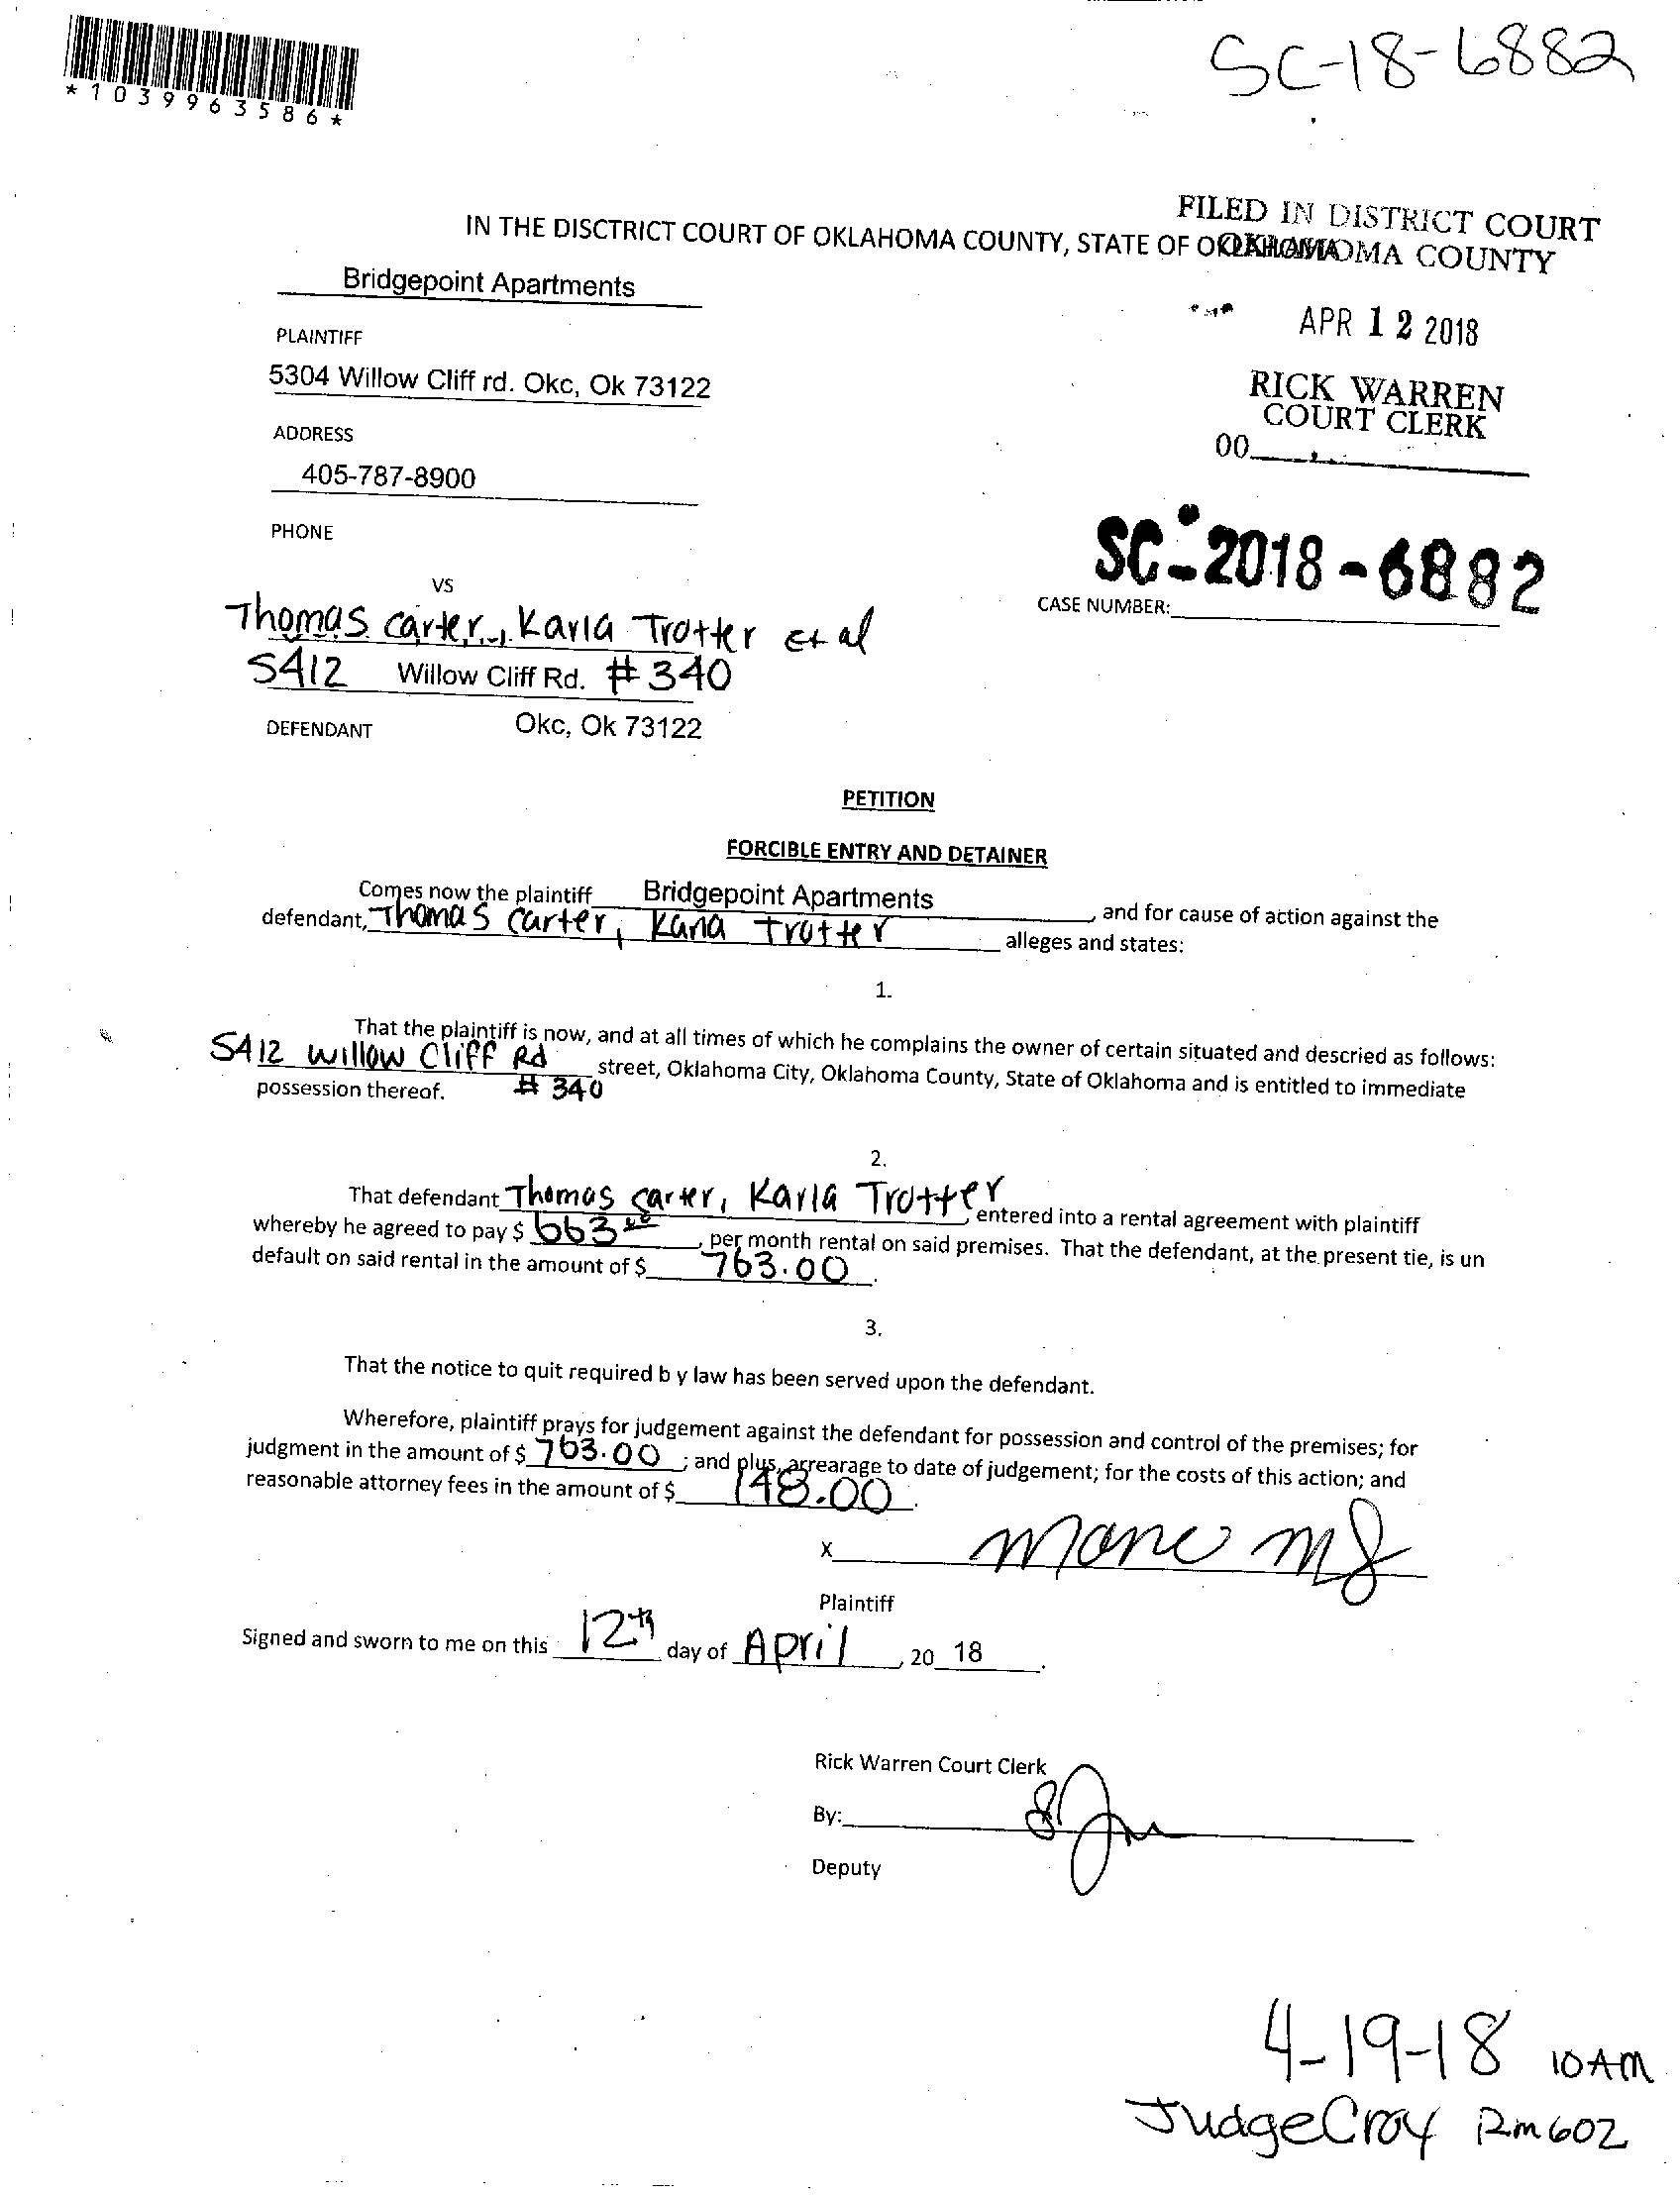 SC-18-6882
*1039963586*
FILED IN DISTRICT COURT
OKLAHOMA COUNTY
IN THE DISCTRICT COURT OF OKLAHOMA COUNTY, STATE OF OKLAHOMA
Bridgepoint Apartments
APR 12 2018
PLAINTIFF
5304 Willow Cliff rd. Okc, Ok 73122
RICK WARREN
COURT CLERK
ADDRESS
00
405-787-8900
PHONE
SC-2018-6882
CASE NUMBER:
VS
Thomas Carter, Karla Trotter et al
5412 Willow Cliff Rd. #340
DEFENDANT Okc, Ok 73122
PETITION
FORCIBLE ENTRY AND DETAINER
Comes now the plaintiff Bridgepoint Apartments, and for cause of action against the
defendant, Thomas Carter, Karla Trotter alleges and states:
1.
That the plaintiff is now, and at all times of which he complains the owner of certain situated and descried as follows:
5412 Willow Cliff Rd street, Oklahoma City, Oklahoma County, State of Oklahoma and is entitled to immediate
possession thereof. #340
2.
That defendant Thomas Carter, Karla Trotter, entered into a rental agreement with plaintiff
whereby he agreed to pay $ 663.00, per month rental on said premises. That the defendant, at the present tie, is un
default on said rental in the amount of $ 763.00.
3.
That the notice to quit required b y law has been served upon the defendant.
Wherefore, plaintiff prays for judgement against the defendant for possession and control of the premises; for
judgment in the amount of $ 763.00; and plus, arrearage to date of judgement; for the costs of this action; and
reasonable attorney fees in the amount of $ 148.00.
X
Plaintiff
Signed and sworn to me on this 12th day of April, 20 18.
Rick Warren Court Clerk
By:
Deputy
4-19-18 10AM
Judge Croy Rm 602